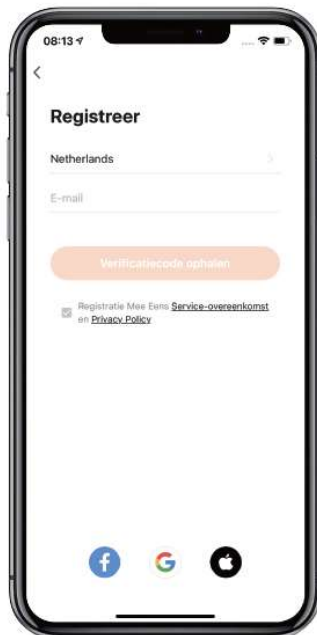 08:13
Registreer
Netherlands
E-mail
Verificatiecode ophalen
Registratie Mee Eens Service-overeenkomst
en Privacy Policy